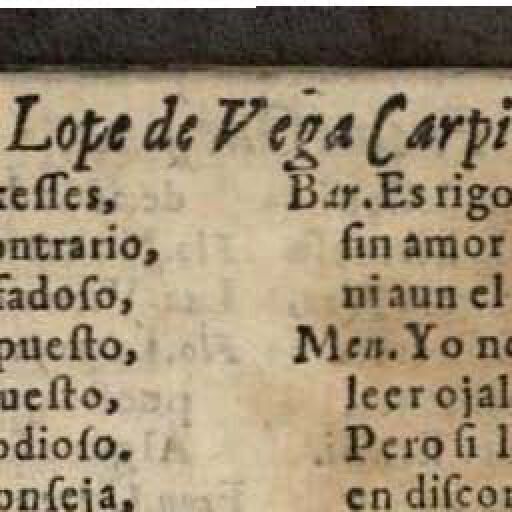 Lope de Vega Carpi
xesses,
ontrario,
fadoso,
puesto,
uesto,
odioso.
onseja,
Bar. Es rigo
sin amor
ni aun el
Men. Yo no
leer ojal
Pero si l
en discor